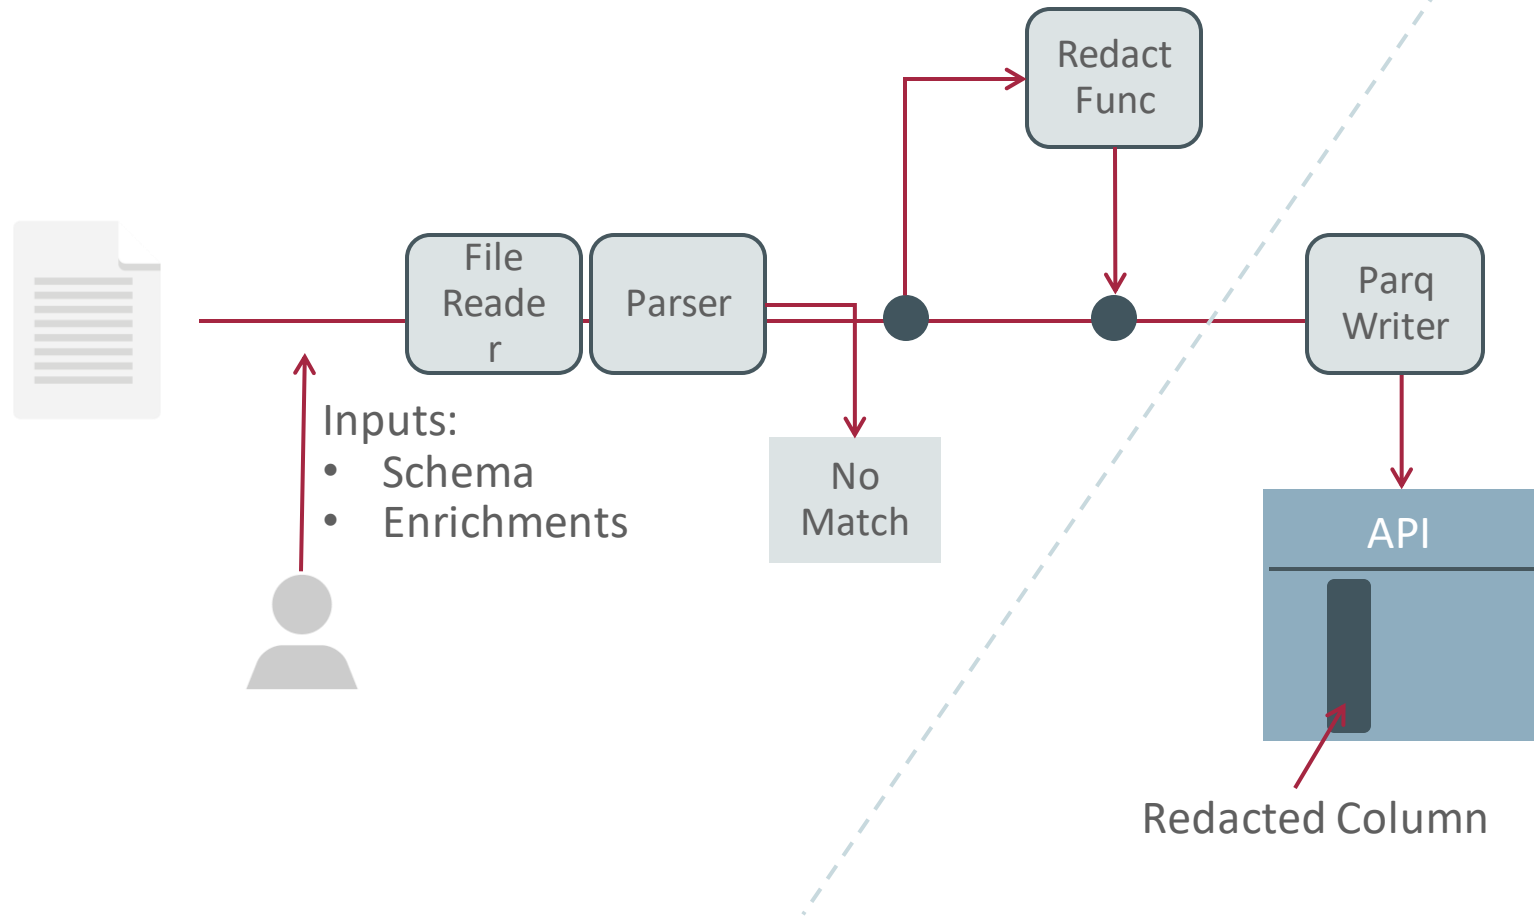 Redact
Func
File
Reade
r
Parser
Parq
Writer
Inputs:
• Schema
• Enrichments
No
Match
API
Redacted Column